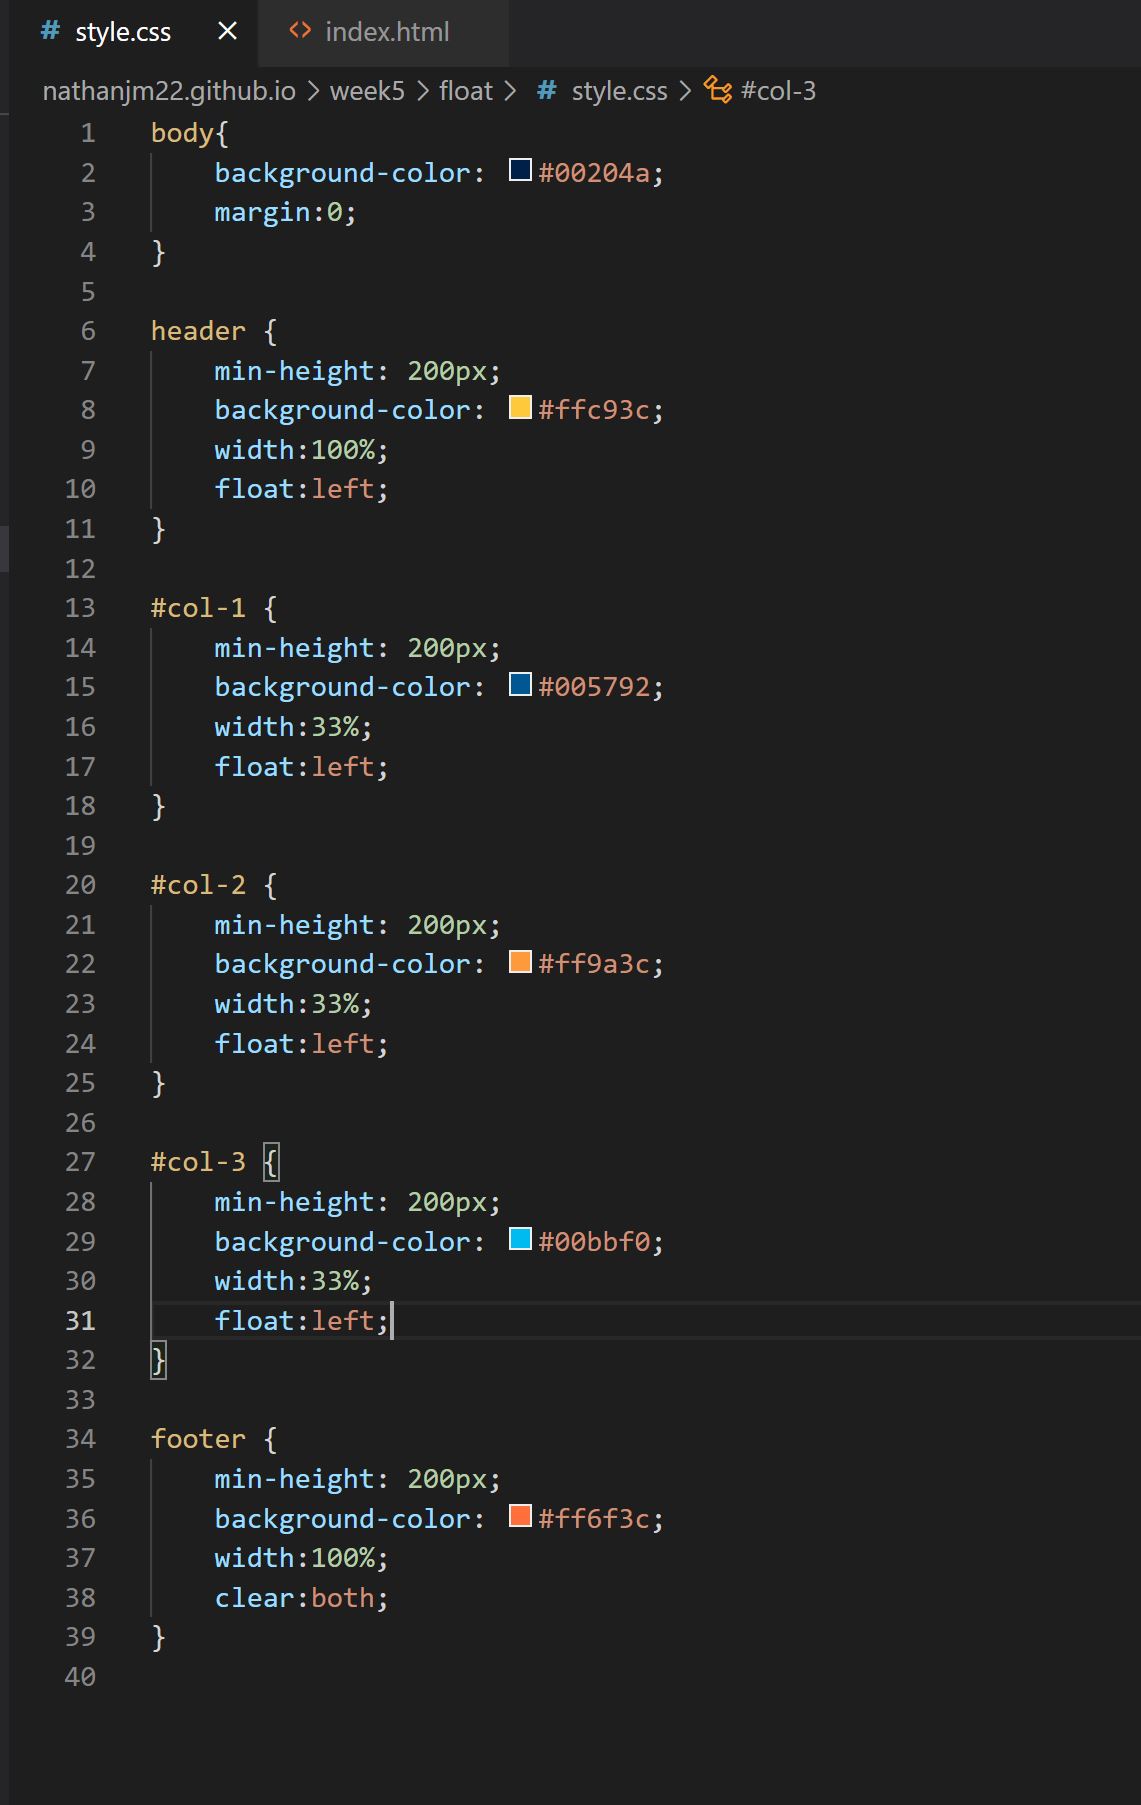 # style.css × <> index.html
nathanjm22.github.io > week5 > float > # style.css > #col-3
1 body{
2     background-color: #00204a;
3     margin:0;
4 }
5
6 header {
7     min-height: 200px;
8     background-color: #ffc93c;
9     width:100%;
10     float:left;
11 }
12
13 #col-1 {
14     min-height: 200px;
15     background-color: #005792;
16     width:33%;
17     float:left;
18 }
19
20 #col-2 {
21     min-height: 200px;
22     background-color: #ff9a3c;
23     width:33%;
24     float:left;
25 }
26
27 #col-3 {
28     min-height: 200px;
29     background-color: #00bbf0;
30     width:33%;
31     float:left;
32 }
33
34 footer {
35     min-height: 200px;
36     background-color: #ff6f3c;
37     width:100%;
38     clear:both;
39 }
40